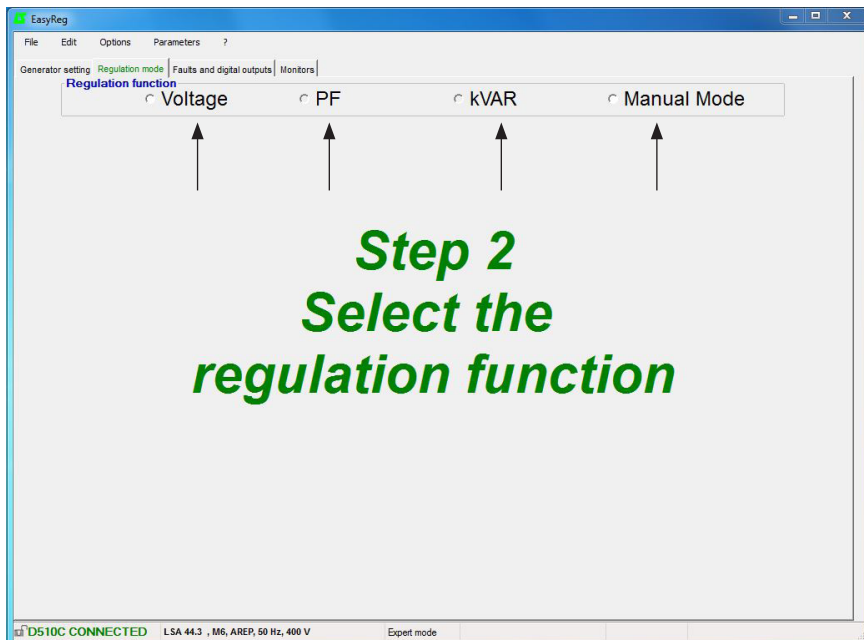 EasyReg
File Edit Options Parameters ?
Generator setting Regulation mode Faults and digital outputs Monitors
Regulation function
Voltage PF kVAR Manual Mode
Step 2
Select the
regulation function
D510C CONNECTED LSA 44.3 , M6, AREP, 50 Hz, 400 V Expert mode